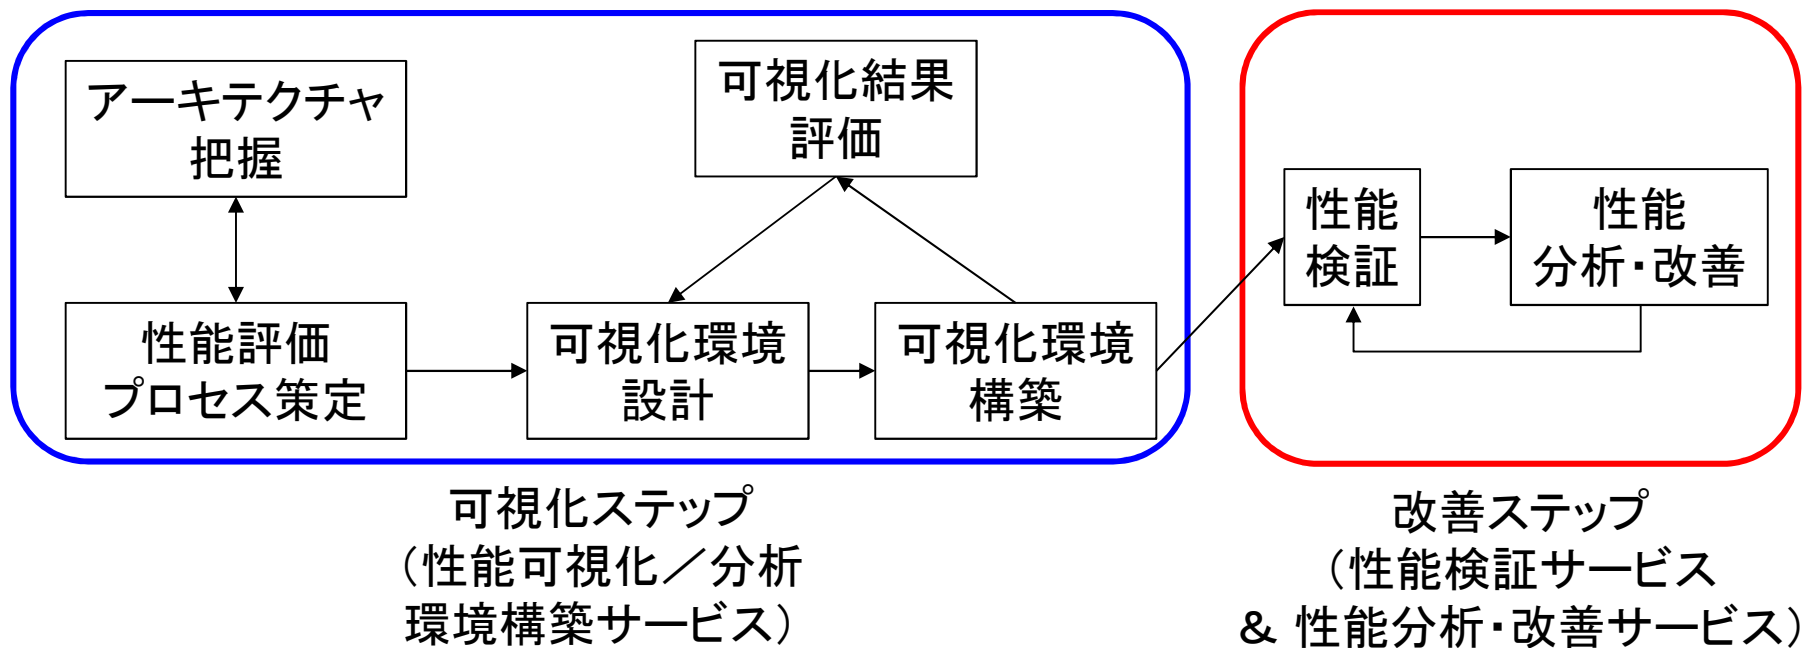 アーキテクチャ
把握
可視化結果
評価
性能評価
プロセス策定
可視化環境
設計
可視化環境
構築
性能
検証
性能
分析・改善
可視化ステップ
（性能可視化／分析
環境構築サービス）
改善ステップ
（性能検証サービス
& 性能分析・改善サービス）